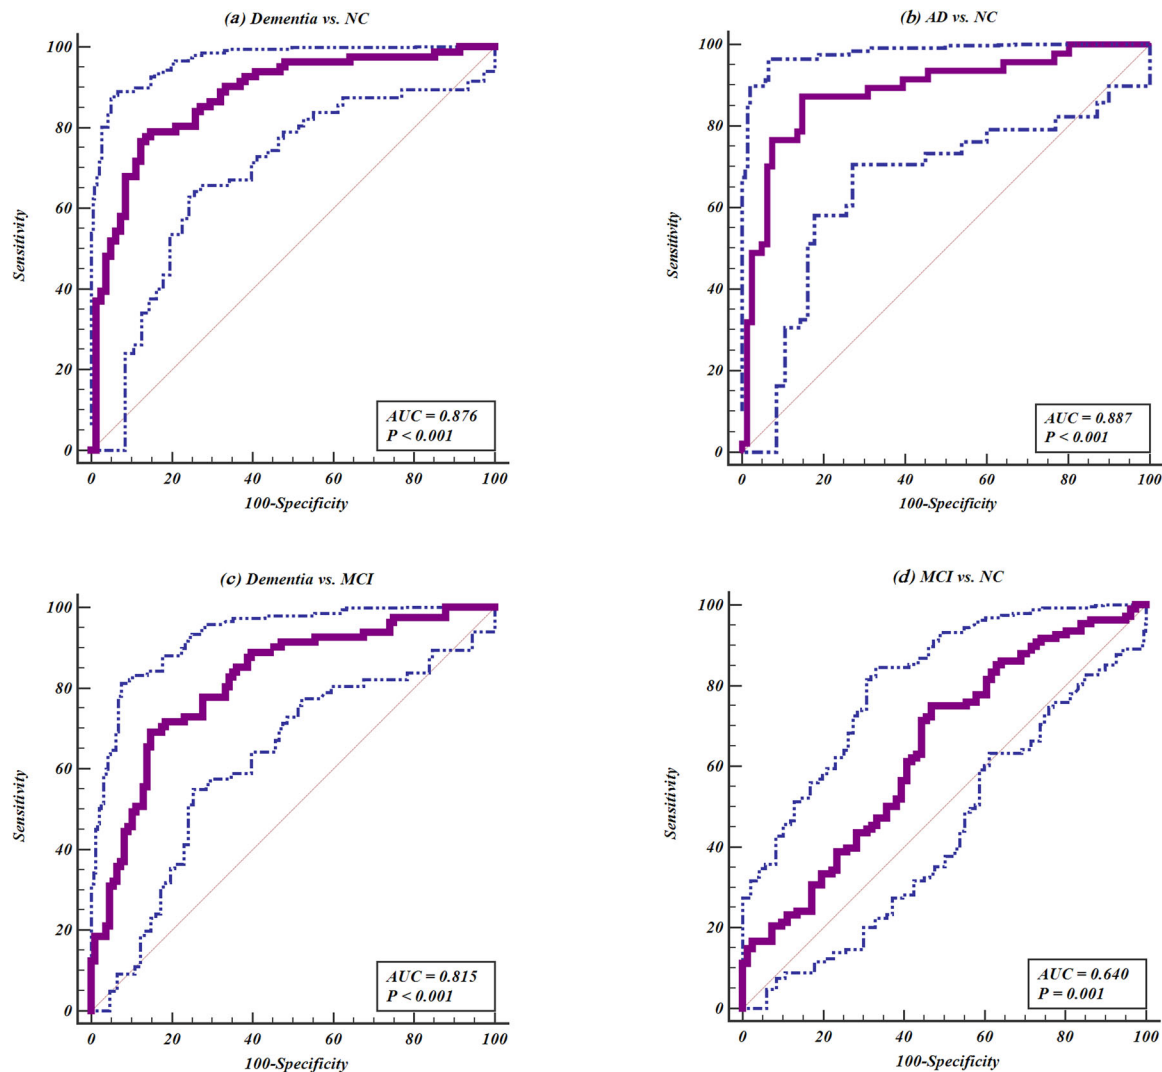 (a) Dementia vs. NC
100
80
60
40
20
0
Sensitivity
AUC = 0.876
P < 0.001
0 20 40 60 80 100
100-Specificity
(b) AD vs. NC
100
80
60
40
20
0
Sensitivity
AUC = 0.887
P < 0.001
0 20 40 60 80 100
100-Specificity
(c) Dementia vs. MCI
100
80
60
40
20
0
Sensitivity
AUC = 0.815
P < 0.001
0 20 40 60 80 100
100-Specificity
(d) MCI vs. NC
100
80
60
40
20
0
Sensitivity
AUC = 0.640
P = 0.001
0 20 40 60 80 100
100-Specificity